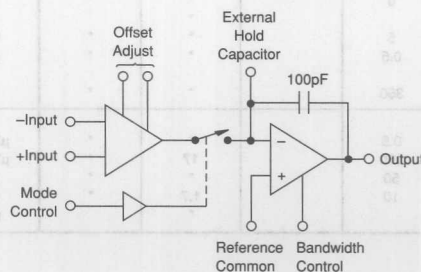 Offset
Adjust
External
Hold
Capacitor
100pF
–Input
+Input
Output
Mode
Control
Reference
Common
Bandwidth
Control